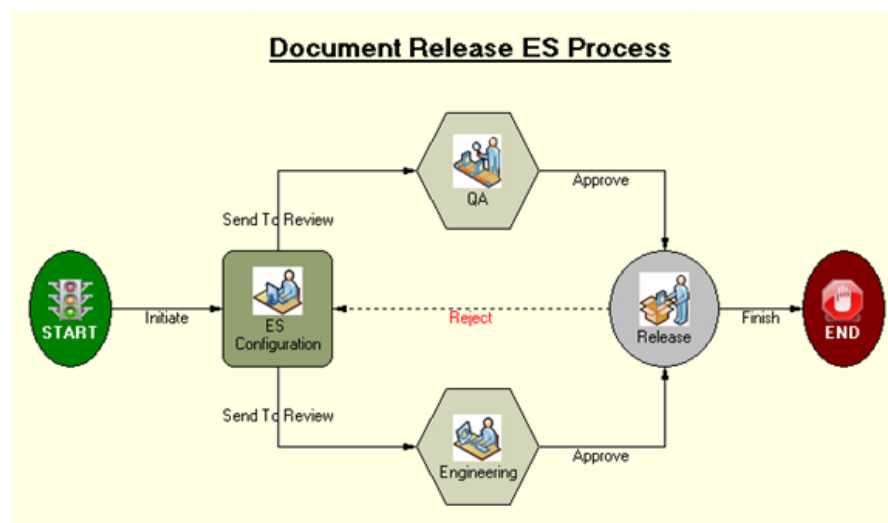 Document Release ES Process
QA
Approve
Send To Review
START
Initiate
ES
Configuration
Reject
Release
Finish
END
Send To Review
Engineering
Approve